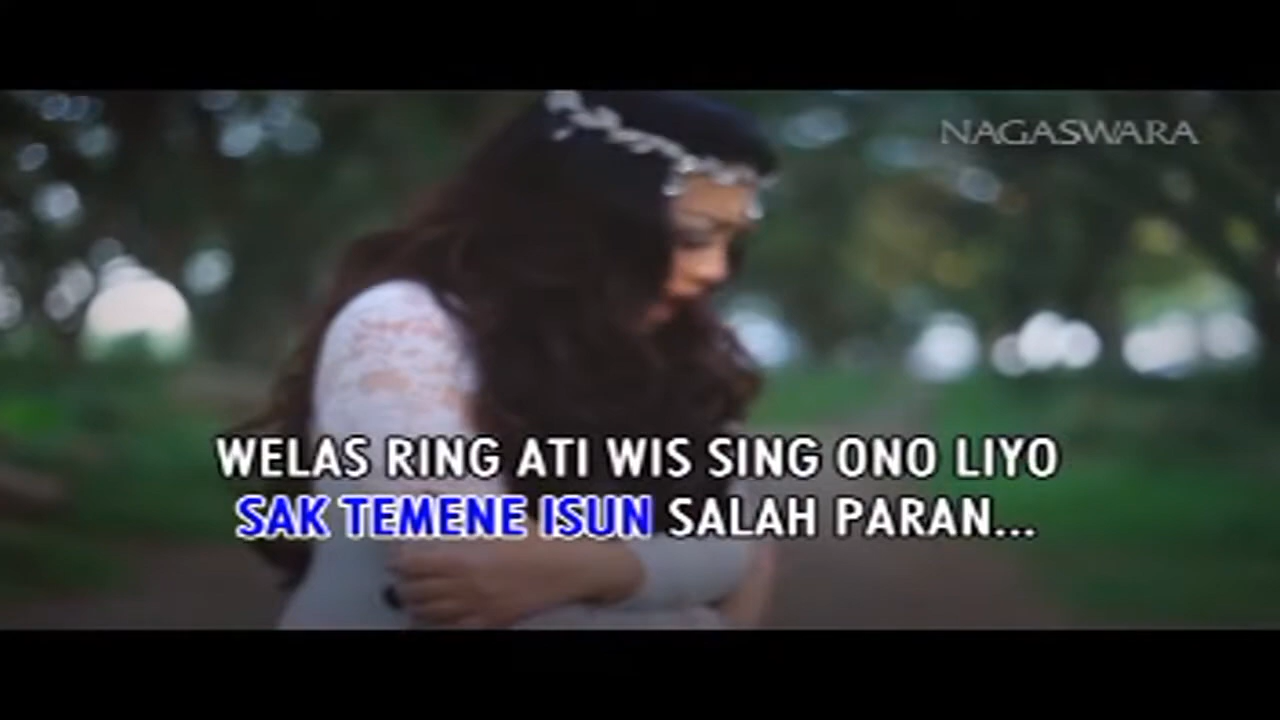 NAGASWARA
WELAS RING ATI WIS SING ONO LIYO
SAK TEMENE ISUN SALAH PARAN...